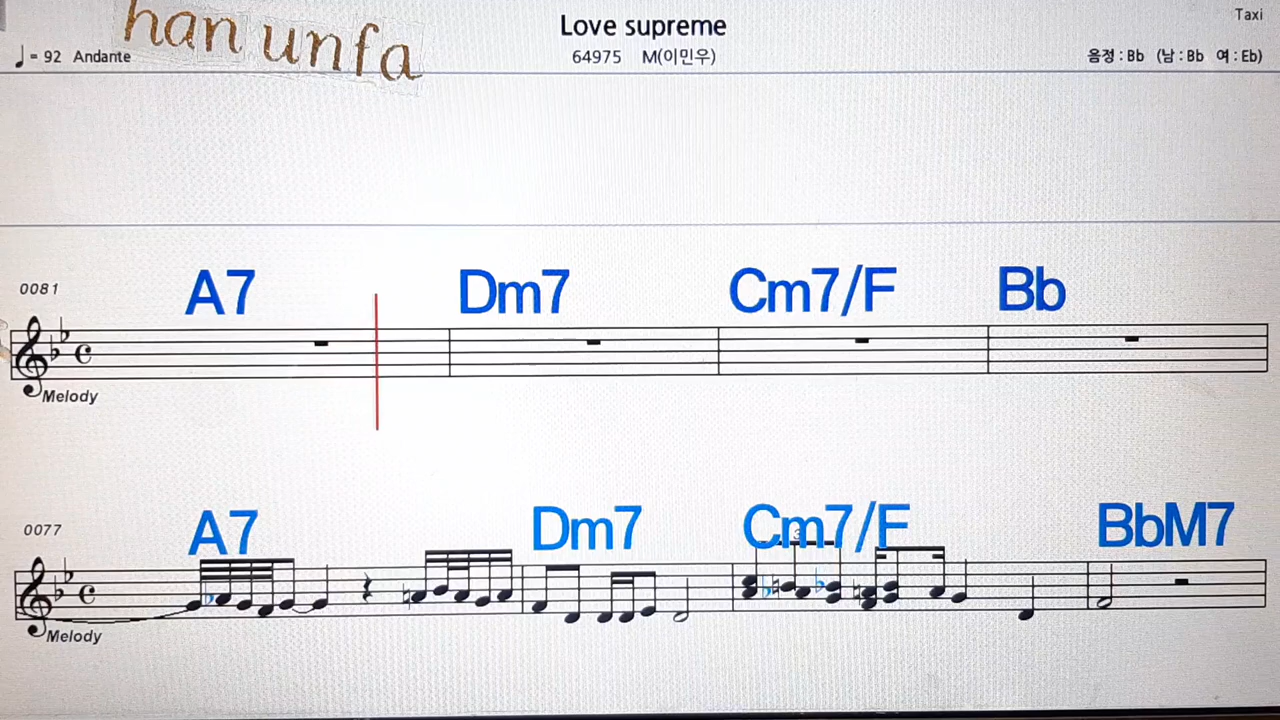 Love supreme
Taxi
han unfa
♩= 92 Andante
64975 M(이민우)
음정 : Bb (남 : Bb 여 : Eb)
0081
A7 Dm7 Cm7/F Bb
Melody
0077
A7 Dm7 Cm7/F BbM7
3
Melody